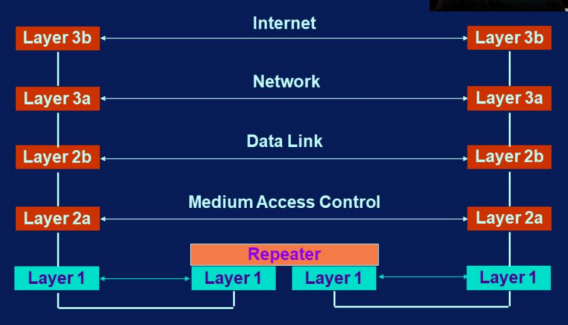 Internet
Layer 3b Layer 3b
Network
Layer 3a Layer 3a
Data Link
Layer 2b Layer 2b
Medium Access Control
Layer 2a Layer 2a
Repeater
Layer 1 Layer 1 Layer 1 Layer 1